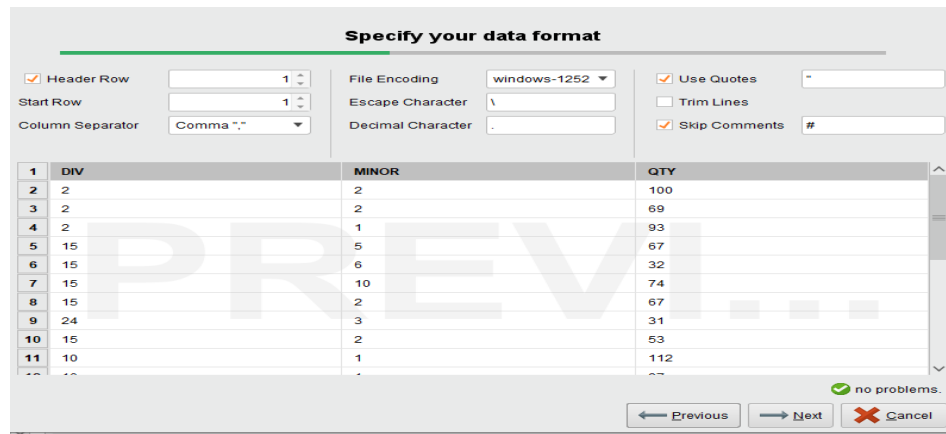 Specify your data format
Header Row 1 File Encoding windows-1252 Use Quotes "
Start Row 1 Escape Character \ Trim Lines
Column Separator Comma "," Decimal Character . Skip Comments #
1 DIV MINOR QTY
2 2 2 100
3 2 2 69
4 2 1 93
5 15 5 67
6 15 6 32
7 15 10 74
8 15 2 67
9 24 3 31
10 15 2 53
11 10 1 112
PREVI...
no problems.
Previous Next Cancel